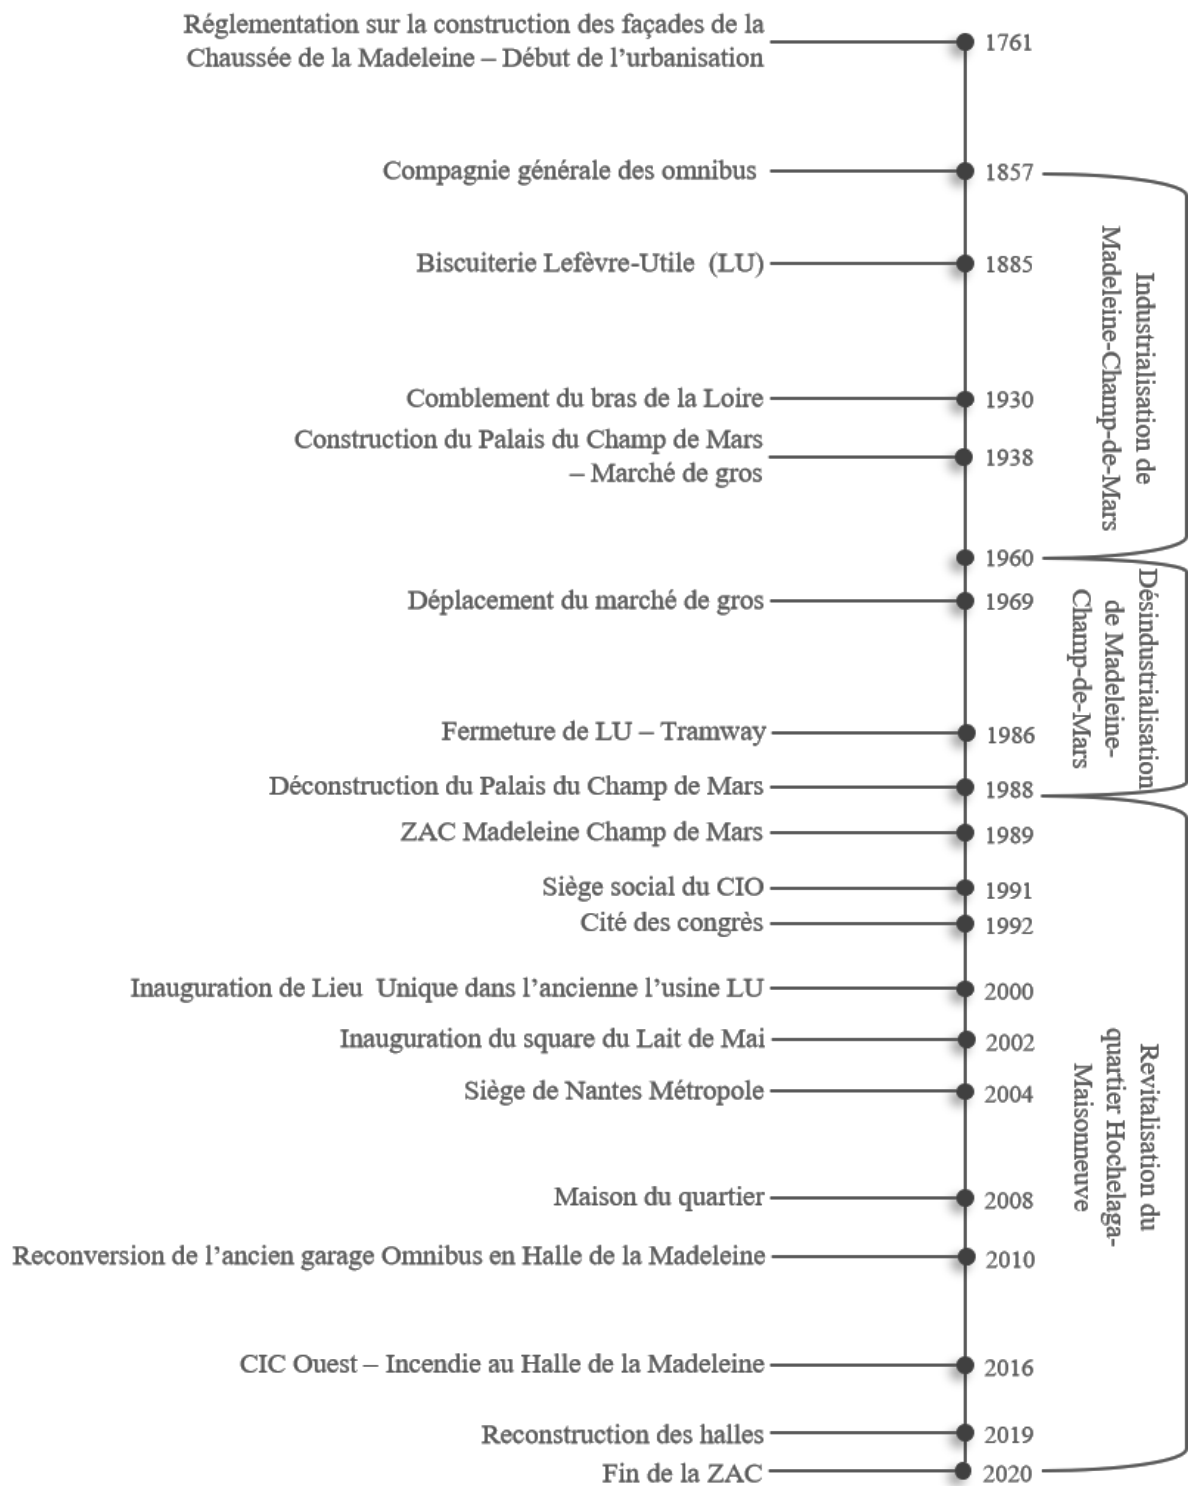 Réglementation sur la construction des façades de la
Chaussée de la Madeleine – Début de l’urbanisation
1761
Compagnie générale des omnibus
1857
Biscuiterie Lefèvre-Utile (LU)
1885
Comblement du bras de la Loire
1930
Construction du Palais du Champ de Mars
– Marché de gros
1938
Industrialisation de
Madeleine-Champ-de-Mars
1960
Déplacement du marché de gros
1969
Fermeture de LU – Tramway
1986
Déconstruction du Palais du Champ de Mars
1988
Désindustrialisation
de Madeleine-
Champ-de-Mars
ZAC Madeleine Champ de Mars
1989
Siège social du CIO
1991
Cité des congrès
1992
Inauguration de Lieu Unique dans l’ancienne l’usine LU
2000
Inauguration du square du Lait de Mai
2002
Siège de Nantes Métropole
2004
Maison du quartier
2008
Reconversion de l’ancien garage Omnibus en Halle de la Madeleine
2010
CIC Ouest – Incendie au Halle de la Madeleine
2016
Reconstruction des halles
2019
Fin de la ZAC
2020
Revitalisation du
quartier Hochelaga-
Maisonneuve